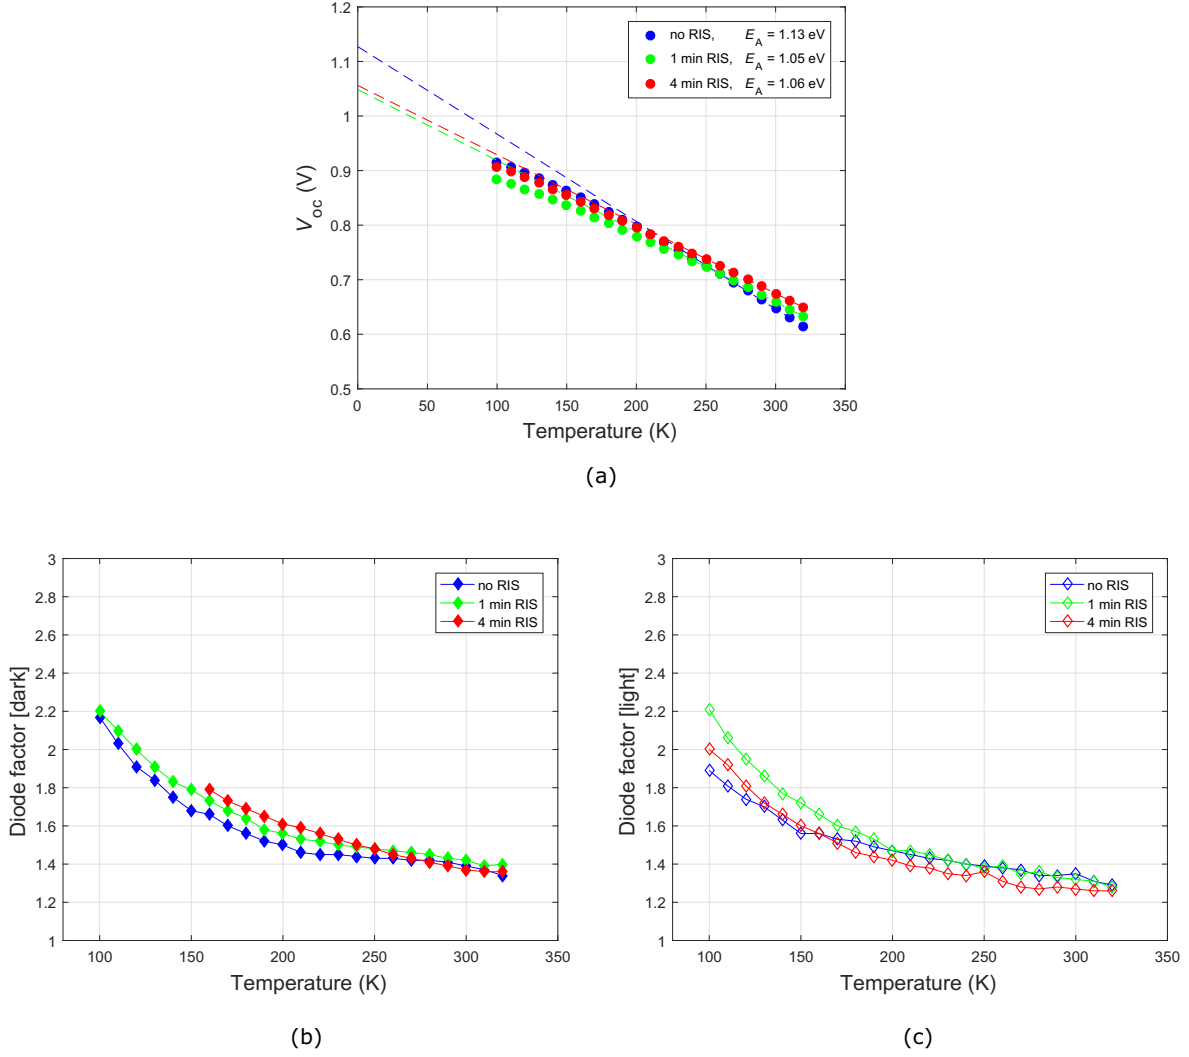 1.2
1.1
1
0.9
0.8
0.7
0.6
0.5
V_oc (V)
no RIS, E_A = 1.13 eV
1 min RIS, E_A = 1.05 eV
4 min RIS, E_A = 1.06 eV
0 50 100 150 200 250 300 350
Temperature (K)
(a)
3
2.8
2.6
2.4
2.2
2
1.8
1.6
1.4
1.2
1
Diode factor [dark]
no RIS
1 min RIS
4 min RIS
100 150 200 250 300 350
Temperature (K)
(b)
3
2.8
2.6
2.4
2.2
2
1.8
1.6
1.4
1.2
1
Diode factor [light]
no RIS
1 min RIS
4 min RIS
100 150 200 250 300 350
Temperature (K)
(c)